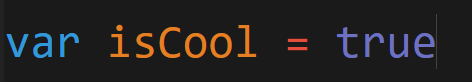 var isCool = true